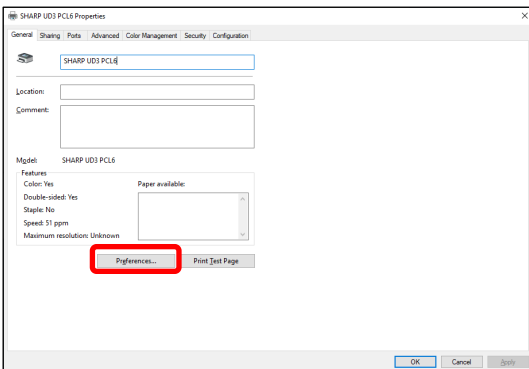 SHARP UD3 PCL6 Properties
General Sharing Ports Advanced Color Management Security Configuration
SHARP UD3 PCL6
Location:
Comment:
Model: SHARP UD3 PCL6
Features
Color: Yes Paper available:
Double-sided: Yes
Staple: No
Speed: 51 ppm
Maximum resolution: Unknown
Preferences... Print Test Page
OK Cancel Apply